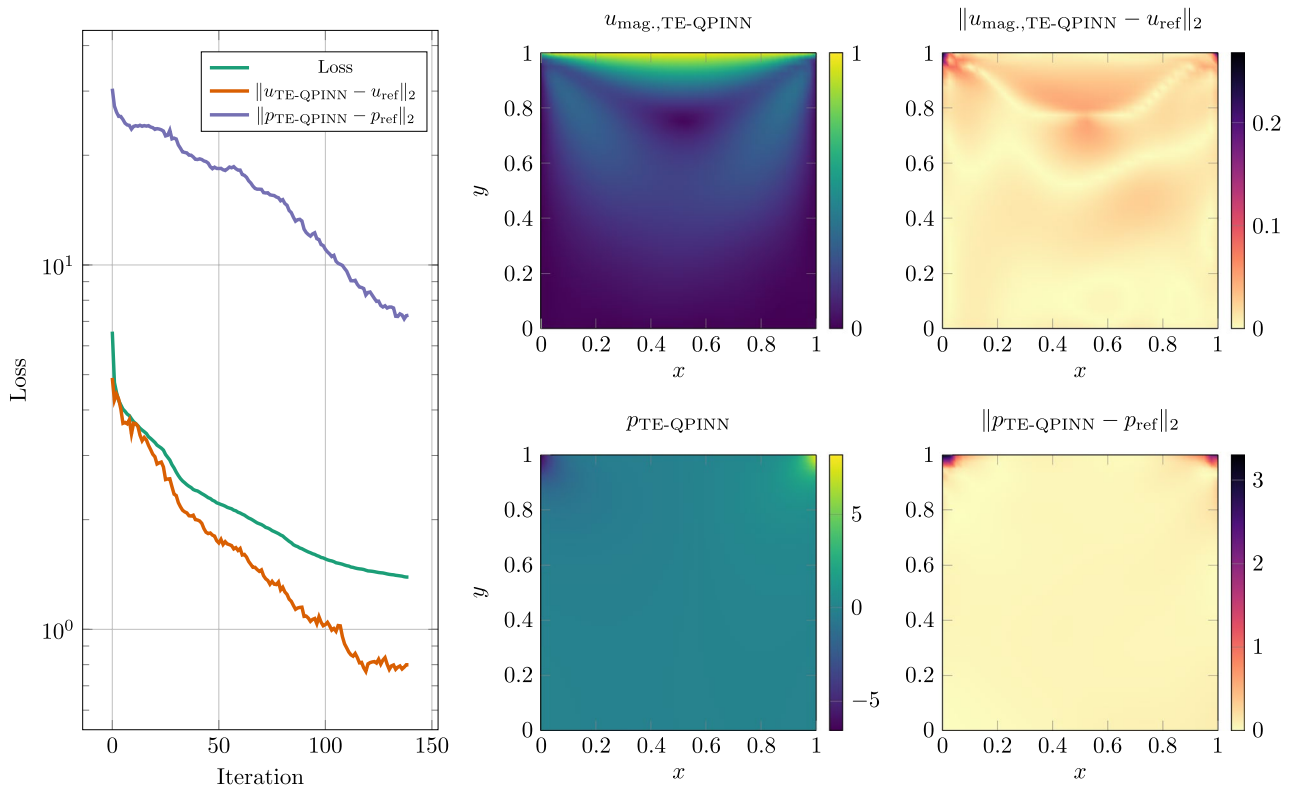 Loss
‖u_TE-QPINN − u_ref‖₂
‖p_TE-QPINN − p_ref‖₂
10¹
10⁰
Loss
0 50 100 150
Iteration
u_mag.,TE-QPINN
1
0.8
0.6
0.4
0.2
0
y
0 0.2 0.4 0.6 0.8 1
x
1
0
‖u_mag.,TE-QPINN − u_ref‖₂
1
0.8
0.6
0.4
0.2
0
0 0.2 0.4 0.6 0.8 1
x
0.2
0.1
0
p_TE-QPINN
1
0.8
0.6
0.4
0.2
0
y
0 0.2 0.4 0.6 0.8 1
x
5
0
−5
‖p_TE-QPINN − p_ref‖₂
1
0.8
0.6
0.4
0.2
0
0 0.2 0.4 0.6 0.8 1
x
3
2
1
0